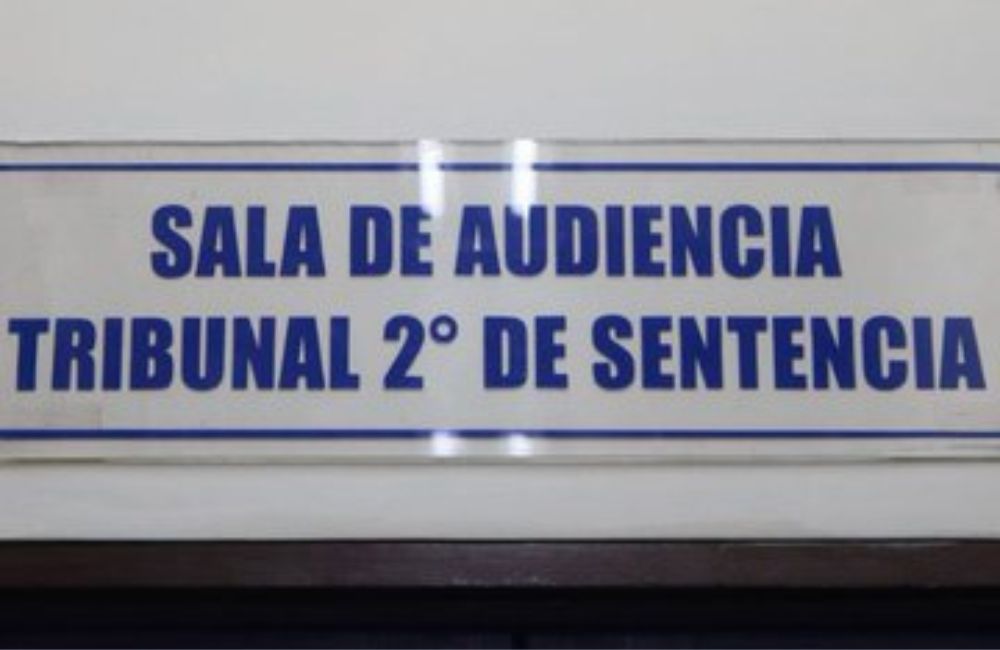 SALA DE AUDIENCIA
TRIBUNAL 2° DE SENTENCIA